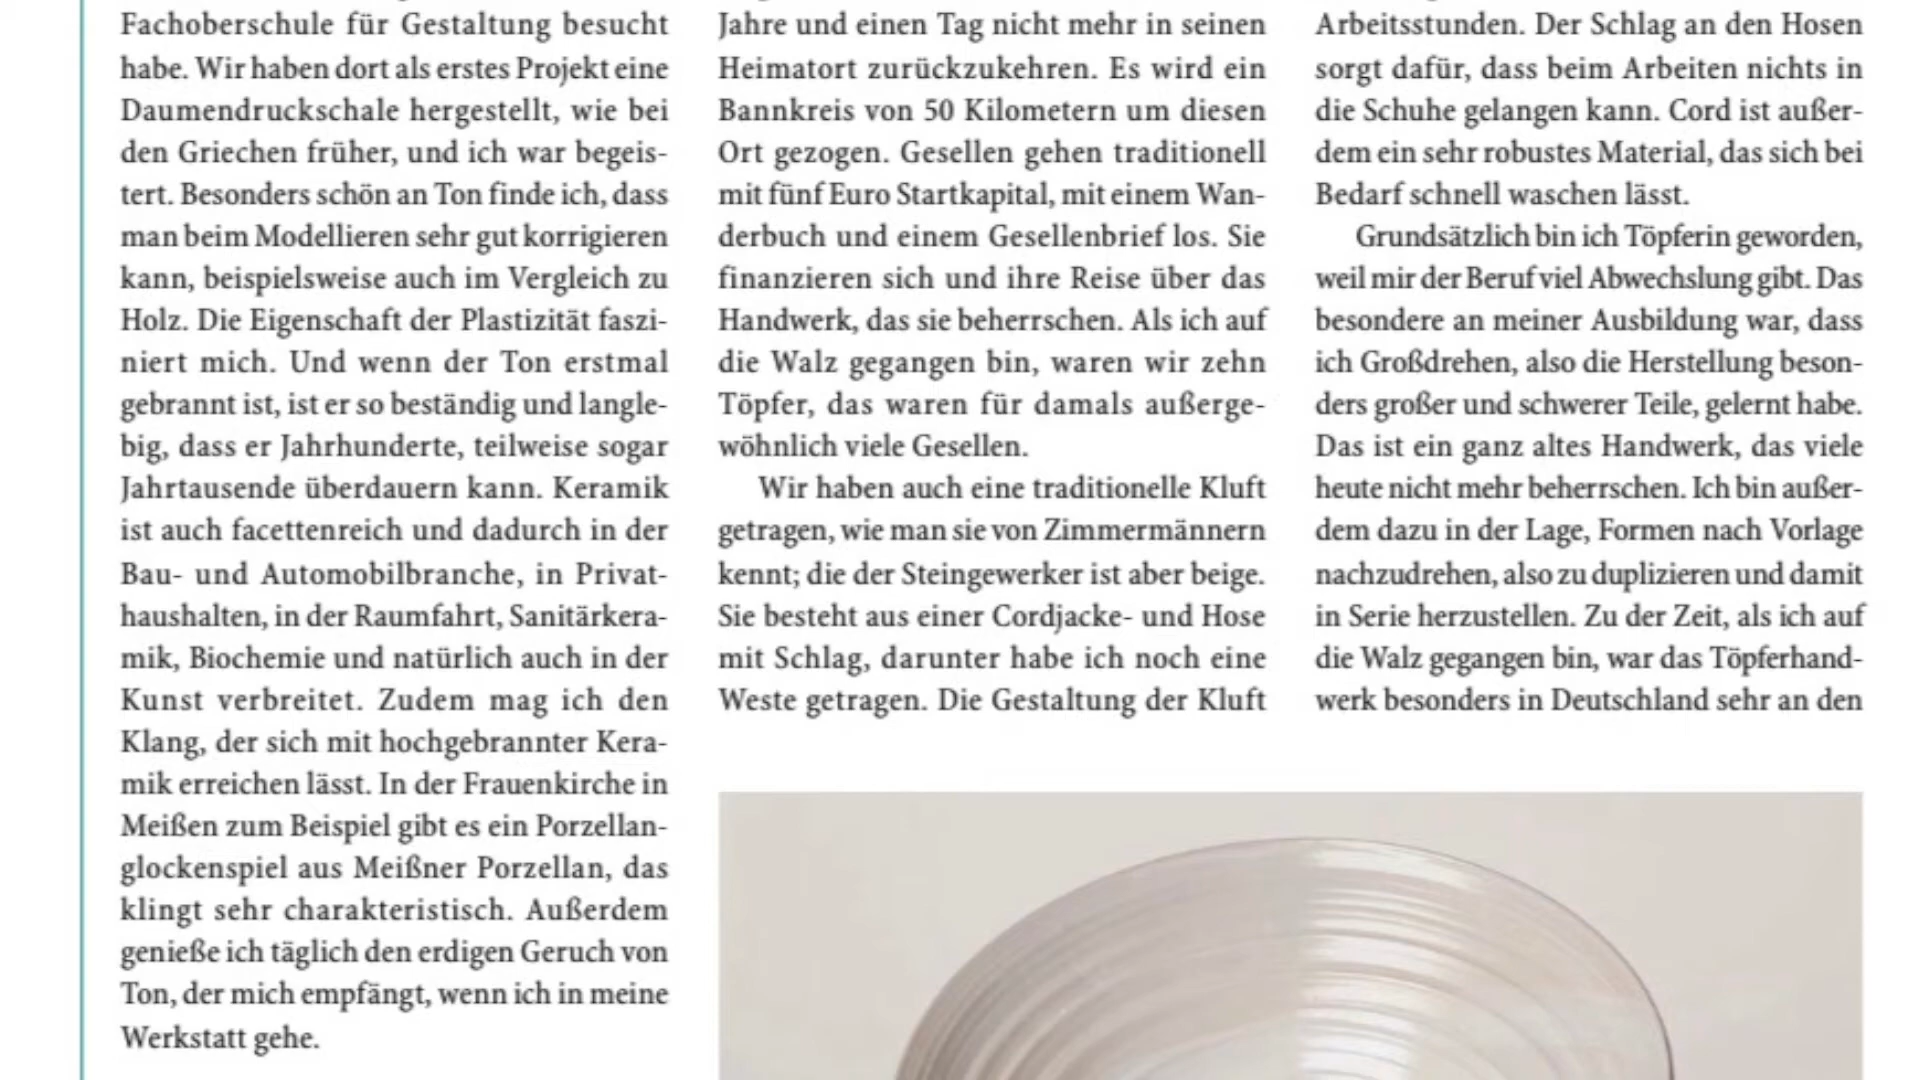 Fachoberschule für Gestaltung besucht
habe. Wir haben dort als erstes Projekt eine
Daumendruckschale hergestellt, wie bei
den Griechen früher, und ich war begeis-
tert. Besonders schön an Ton finde ich, dass
man beim Modellieren sehr gut korrigieren
kann, beispielsweise auch im Vergleich zu
Holz. Die Eigenschaft der Plastizität faszi-
niert mich. Und wenn der Ton erstmal
gebrannt ist, ist er so beständig und langle-
big, dass er Jahrhunderte, teilweise sogar
Jahrtausende überdauern kann. Keramik
ist auch facettenreich und dadurch in der
Bau- und Automobilbranche, in Privat-
haushalten, in der Raumfahrt, Sanitärkera-
mik, Biochemie und natürlich auch in der
Kunst verbreitet. Zudem mag ich den
Klang, der sich mit hochgebrannter Kera-
mik erreichen lässt. In der Frauenkirche in
Meißen zum Beispiel gibt es ein Porzellan-
glockenspiel aus Meißner Porzellan, das
klingt sehr charakteristisch. Außerdem
genieße ich täglich den erdigen Geruch von
Ton, der mich empfängt, wenn ich in meine
Werkstatt gehe.
Jahre und einen Tag nicht mehr in seinen
Heimatort zurückzukehren. Es wird ein
Bannkreis von 50 Kilometern um diesen
Ort gezogen. Gesellen gehen traditionell
mit fünf Euro Startkapital, mit einem Wan-
derbuch und einem Gesellenbrief los. Sie
finanzieren sich und ihre Reise über das
Handwerk, das sie beherrschen. Als ich auf
die Walz gegangen bin, waren wir zehn
Töpfer, das waren für damals außerge-
wöhnlich viele Gesellen.
Wir haben auch eine traditionelle Kluft
getragen, wie man sie von Zimmermännern
kennt; die der Steingewerker ist aber beige.
Sie besteht aus einer Cordjacke- und Hose
mit Schlag, darunter habe ich noch eine
Weste getragen. Die Gestaltung der Kluft
Arbeitsstunden. Der Schlag an den Hosen
sorgt dafür, dass beim Arbeiten nichts in
die Schuhe gelangen kann. Cord ist außer-
dem ein sehr robustes Material, das sich bei
Bedarf schnell waschen lässt.
Grundsätzlich bin ich Töpferin geworden,
weil mir der Beruf viel Abwechslung gibt. Das
besondere an meiner Ausbildung war, dass
ich Großdrehen, also die Herstellung beson-
ders großer und schwerer Teile, gelernt habe.
Das ist ein ganz altes Handwerk, das viele
heute nicht mehr beherrschen. Ich bin außer-
dem dazu in der Lage, Formen nach Vorlage
nachzudrehen, also zu duplizieren und damit
in Serie herzustellen. Zu der Zeit, als ich auf
die Walz gegangen bin, war das Töpferhand-
werk besonders in Deutschland sehr an den